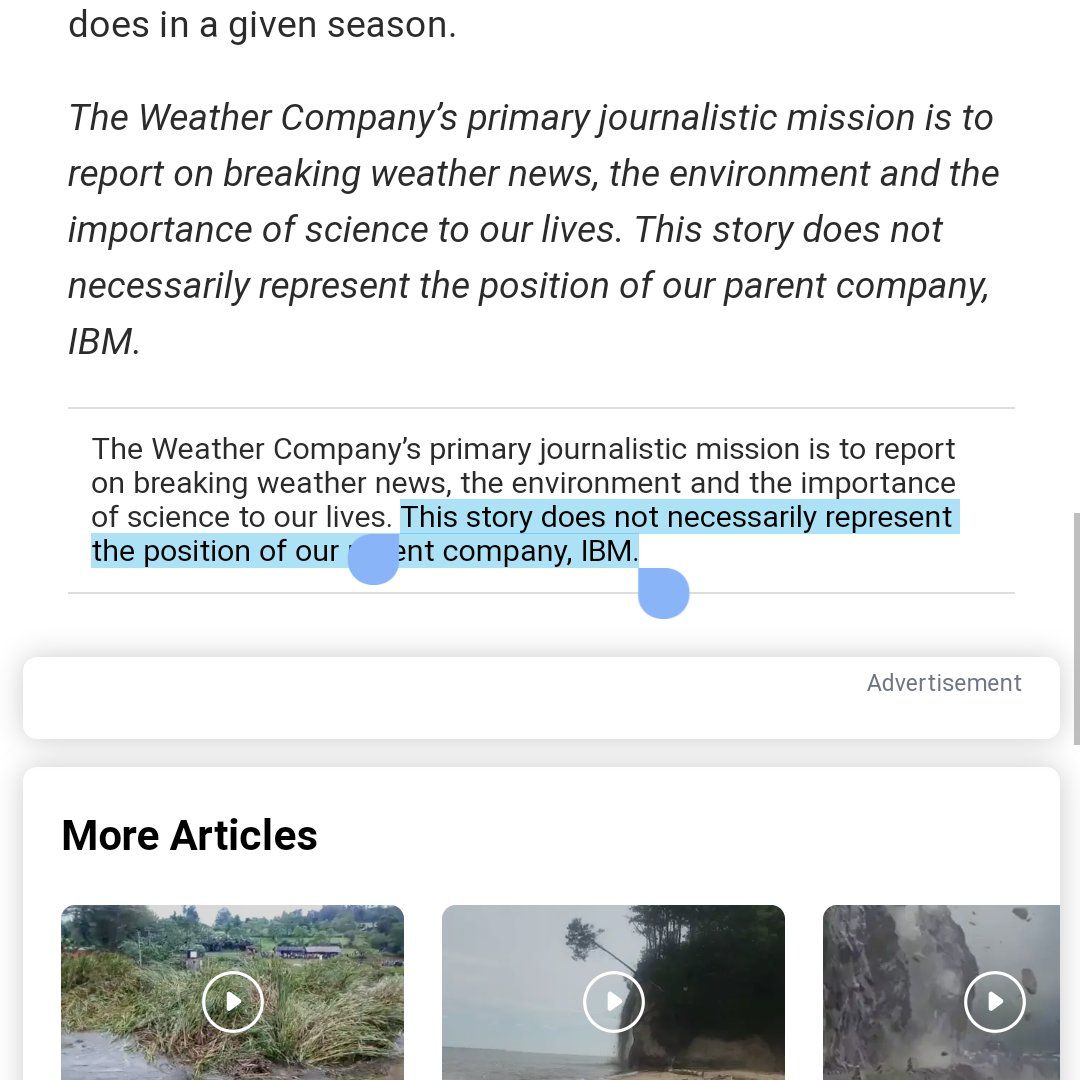 does in a given season.
The Weather Company’s primary journalistic mission is to
report on breaking weather news, the environment and the
importance of science to our lives. This story does not
necessarily represent the position of our parent company,
IBM.
The Weather Company’s primary journalistic mission is to report
on breaking weather news, the environment and the importance
of science to our lives. This story does not necessarily represent
the position of our parent company, IBM.
Advertisement
More Articles